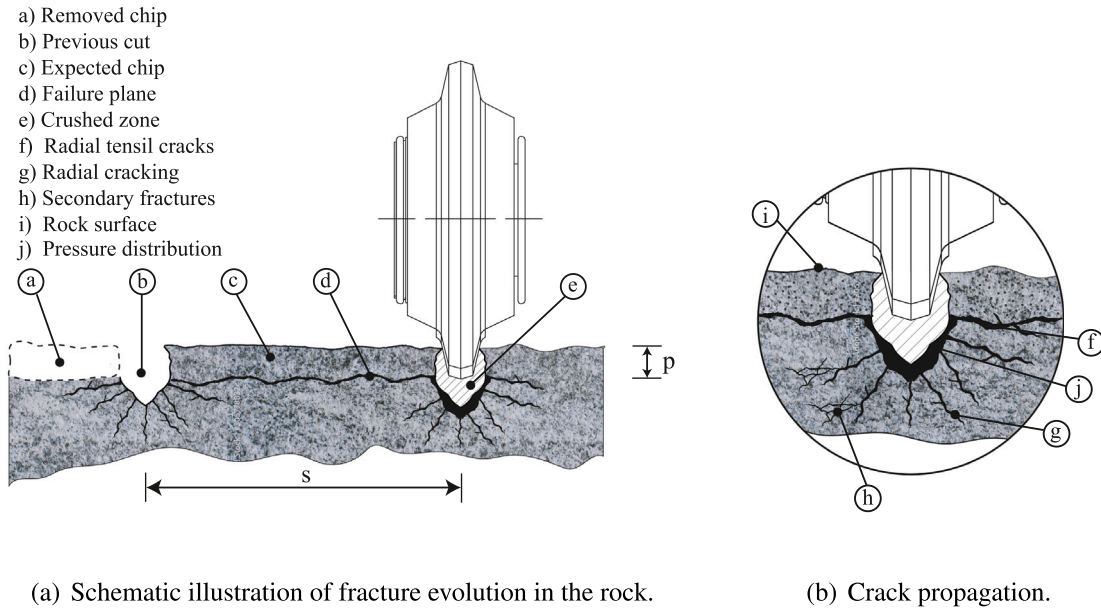 a) Removed chip
b) Previous cut
c) Expected chip
d) Failure plane
e) Crushed zone
f) Radial tensil cracks
g) Radial cracking
h) Secondary fractures
i) Rock surface
j) Pressure distribution
a
b
c
d
e
p
s
i
f
j
g
h
(a) Schematic illustration of fracture evolution in the rock.
(b) Crack propagation.